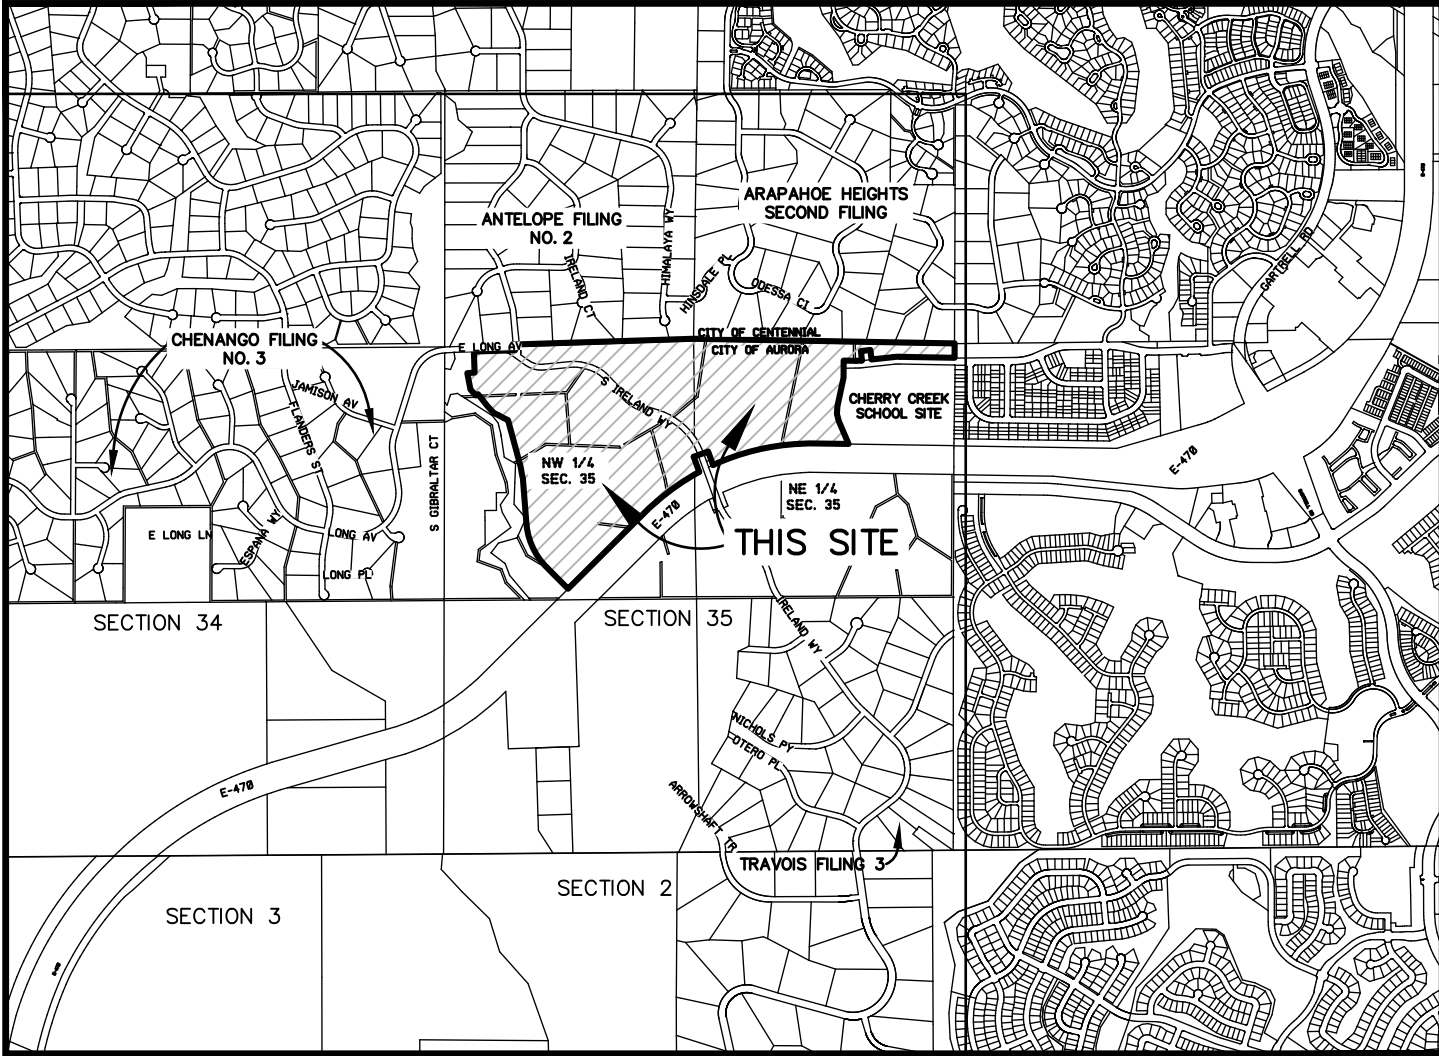 ARAPAHOE HEIGHTS
SECOND FILING
ANTELOPE FILING
NO. 2
HIMALAYA WY
IRELAND CT
HINSDALE PL
ODESSA CI
GARTRELL RD
CHENANGO FILING
NO. 3
E LONG AV
CITY OF CENTENNIAL
CITY OF AURORA
JAMISON AV
FLANDERS ST
S IRELAND WY
CHERRY CREEK
SCHOOL SITE
S GIBRALTAR CT
NW 1/4
SEC. 35
NE 1/4
SEC. 35
E-470
E-470
THIS SITE
E LONG LN
ESPANA WY
LONG AV
LONG PL
SECTION 34
SECTION 35
IRELAND WY
NICHOLS PY
OTERO PL
E-470
ARROWSHAFT TR
TRAVOIS FILING 3
SECTION 2
SECTION 3